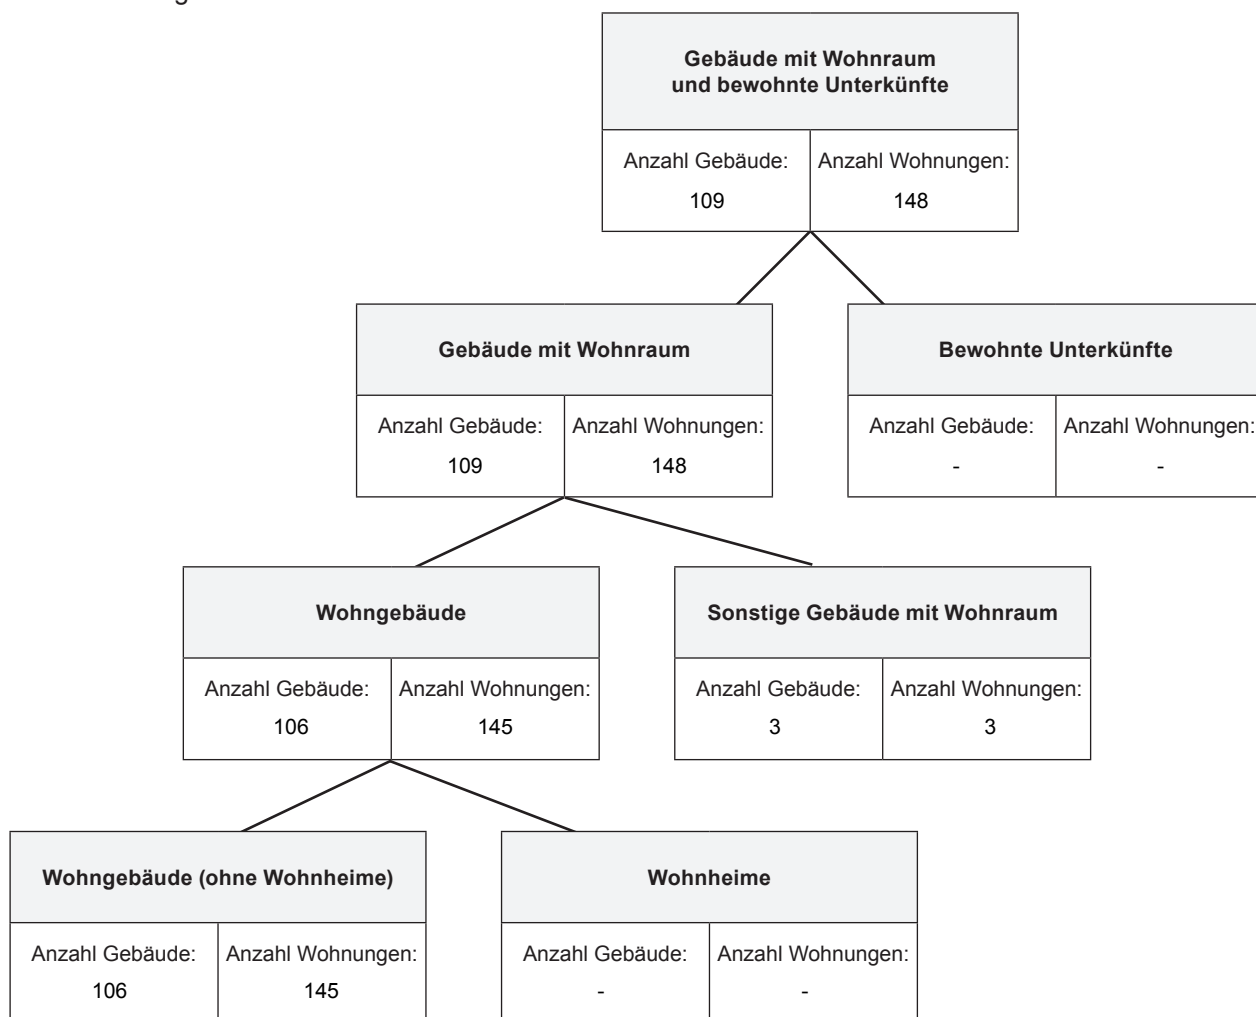 Gebäude mit Wohnraum
und bewohnte Unterkünfte
Anzahl Gebäude: Anzahl Wohnungen:
109 148
Gebäude mit Wohnraum
Anzahl Gebäude: Anzahl Wohnungen:
109 148
Bewohnte Unterkünfte
Anzahl Gebäude: Anzahl Wohnungen:
- -
Wohngebäude
Anzahl Gebäude: Anzahl Wohnungen:
106 145
Sonstige Gebäude mit Wohnraum
Anzahl Gebäude: Anzahl Wohnungen:
3 3
Wohngebäude (ohne Wohnheime)
Anzahl Gebäude: Anzahl Wohnungen:
106 145
Wohnheime
Anzahl Gebäude: Anzahl Wohnungen:
- -